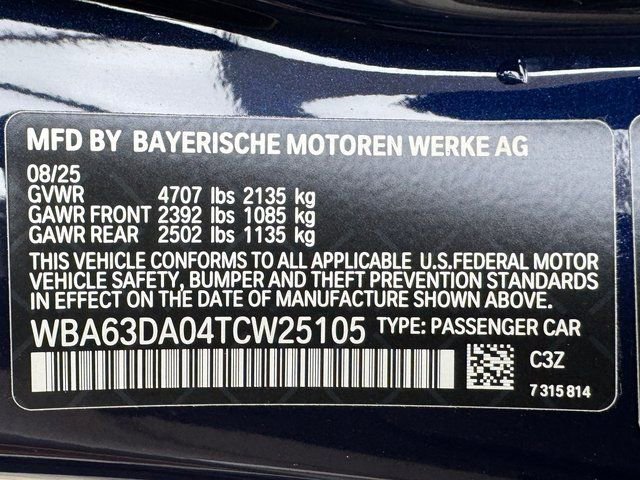 MFD BY BAYERISCHE MOTOREN WERKE AG
08/25
GVWR 4707 lbs 2135 kg
GAWR FRONT 2392 lbs 1085 kg
GAWR REAR 2502 lbs 1135 kg
THIS VEHICLE CONFORMS TO ALL APPLICABLE U.S.FEDERAL MOTOR
VEHICLE SAFETY, BUMPER AND THEFT PREVENTION STANDARDS
IN EFFECT ON THE DATE OF MANUFACTURE SHOWN ABOVE.
WBA63DA04TCW25105 TYPE: PASSENGER CAR
C3Z
7 315 814